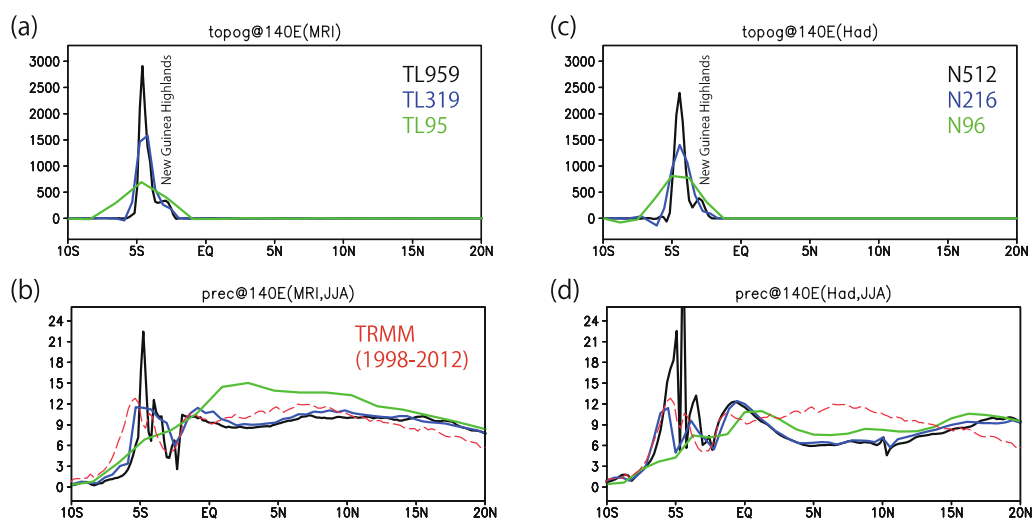 (a)
topog@140E(MRI)
3000
2500
2000
1500
1000
500
0
10S
5S
EQ
5N
10N
15N
20N
TL959
TL319
TL95
New Guinea Highlands
(c)
topog@140E(Had)
3000
2500
2000
1500
1000
500
0
10S
5S
EQ
5N
10N
15N
20N
N512
N216
N96
New Guinea Highlands
(b)
prec@140E(MRI,JJA)
24
21
18
15
12
9
6
3
0
10S
5S
EQ
5N
10N
15N
20N
TRMM
(1998-2012)
(d)
prec@140E(Had,JJA)
24
21
18
15
12
9
6
3
0
10S
5S
EQ
5N
10N
15N
20N